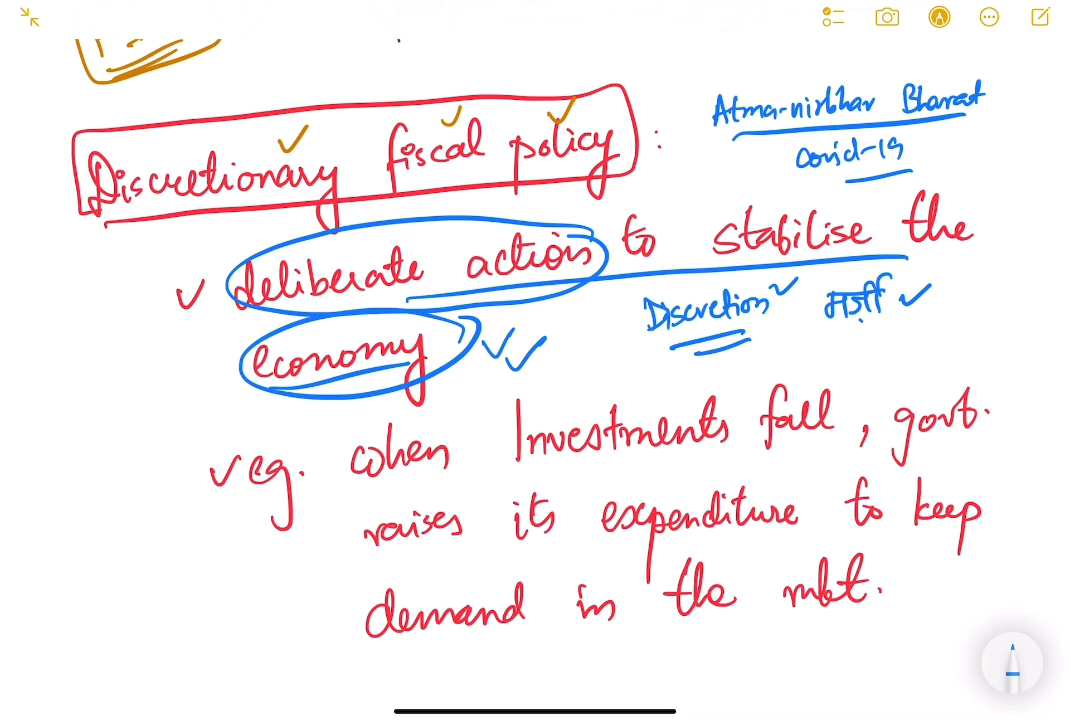 Atma-nirbhar Bharat
Covid-19
Discretionary fiscal policy :
deliberate actions to stabilise the
Discretion मर्ज़ी
economy
eg. when Investments fall, govt.
raises its expenditure to keep
demand in the mkt.